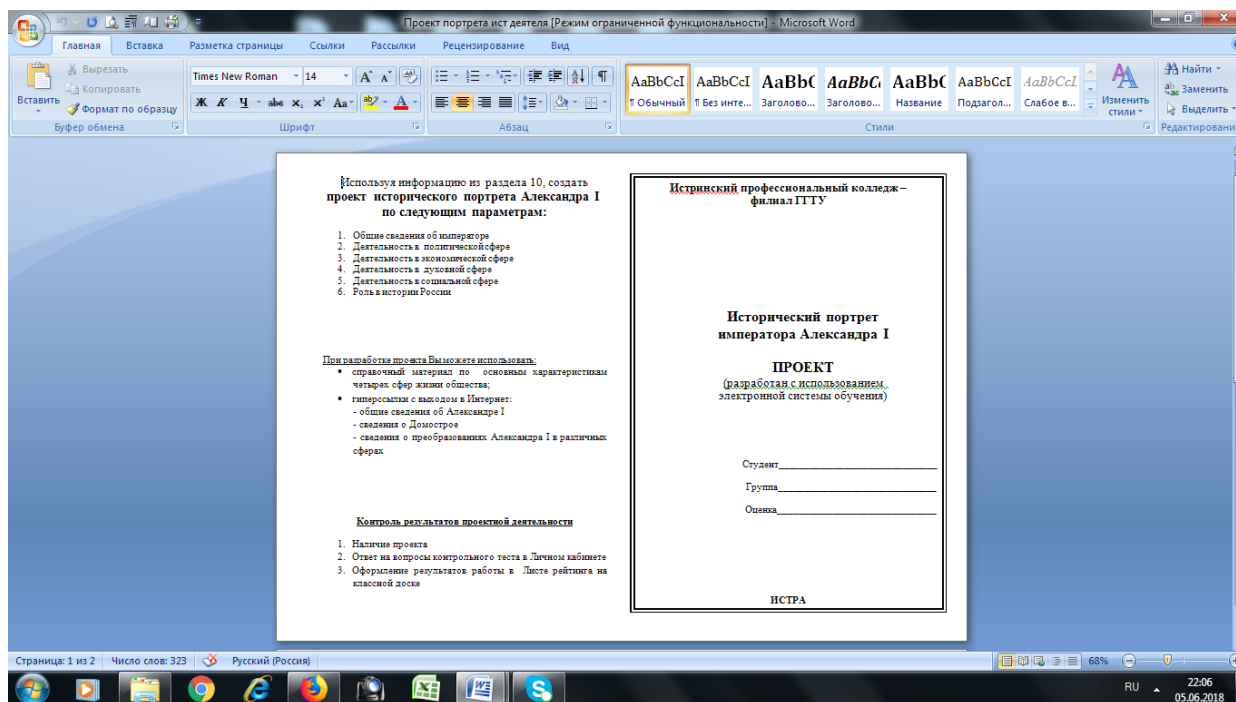 Проект портрета ист деятеля [Режим ограниченной функциональности] - Microsoft Word
Главная Вставка Разметка страницы Ссылки Рассылки Рецензирование Вид
Вставить
Вырезать
Копировать
Формат по образцу
Буфер обмена
Times New Roman 14
Ж К Ч abc x₂ x² Aa
Шрифт
Абзац
AaBbCcI AaBbCcI AaBbC AaBbCc AaBbC AaBbCcI AaBbCcI
¶ Обычный ¶ Без инте... Заголово... Заголово... Название Подзагол... Слабое в...
Стили
Изменить стили
Найти
Заменить
Выделить
Редактировани
Используя информацию из раздела 10, создать
проект исторического портрета Александра I
по следующим параметрам:
1. Общие сведения об императоре
2. Деятельность в политическойсфере
3. Деятельность в экономической сфере
4. Деятельность в духовной сфере
5. Деятельность в социальной сфере
6. Роль в истории России
При разработке проекта Вы можете использовать:
• справочный материал по основным характеристикам
четырех сфер жизни общества;
• гиперссылки с выходом в Интернет:
- общие сведения об Александре I
- сведения о Домострое
- сведения о преобразованиях Александра I в различных
сферах
Контроль результатов проектной деятельности
1. Наличие проекта
2. Ответ на вопросы контрольного теста в Личном кабинете
3. Оформление результатов работы в Листе рейтинга на
классной доске
Истринский профессиональный колледж –
филиал ГГТУ
Исторический портрет
императора Александра I
ПРОЕКТ
(разработан с использованием
электронной системы обучения)
Студент
Группа
Оценка
ИСТРА
Страница: 1 из 2 Число слов: 323 Русский (Россия) 68%
RU 22:06
05.06.2018